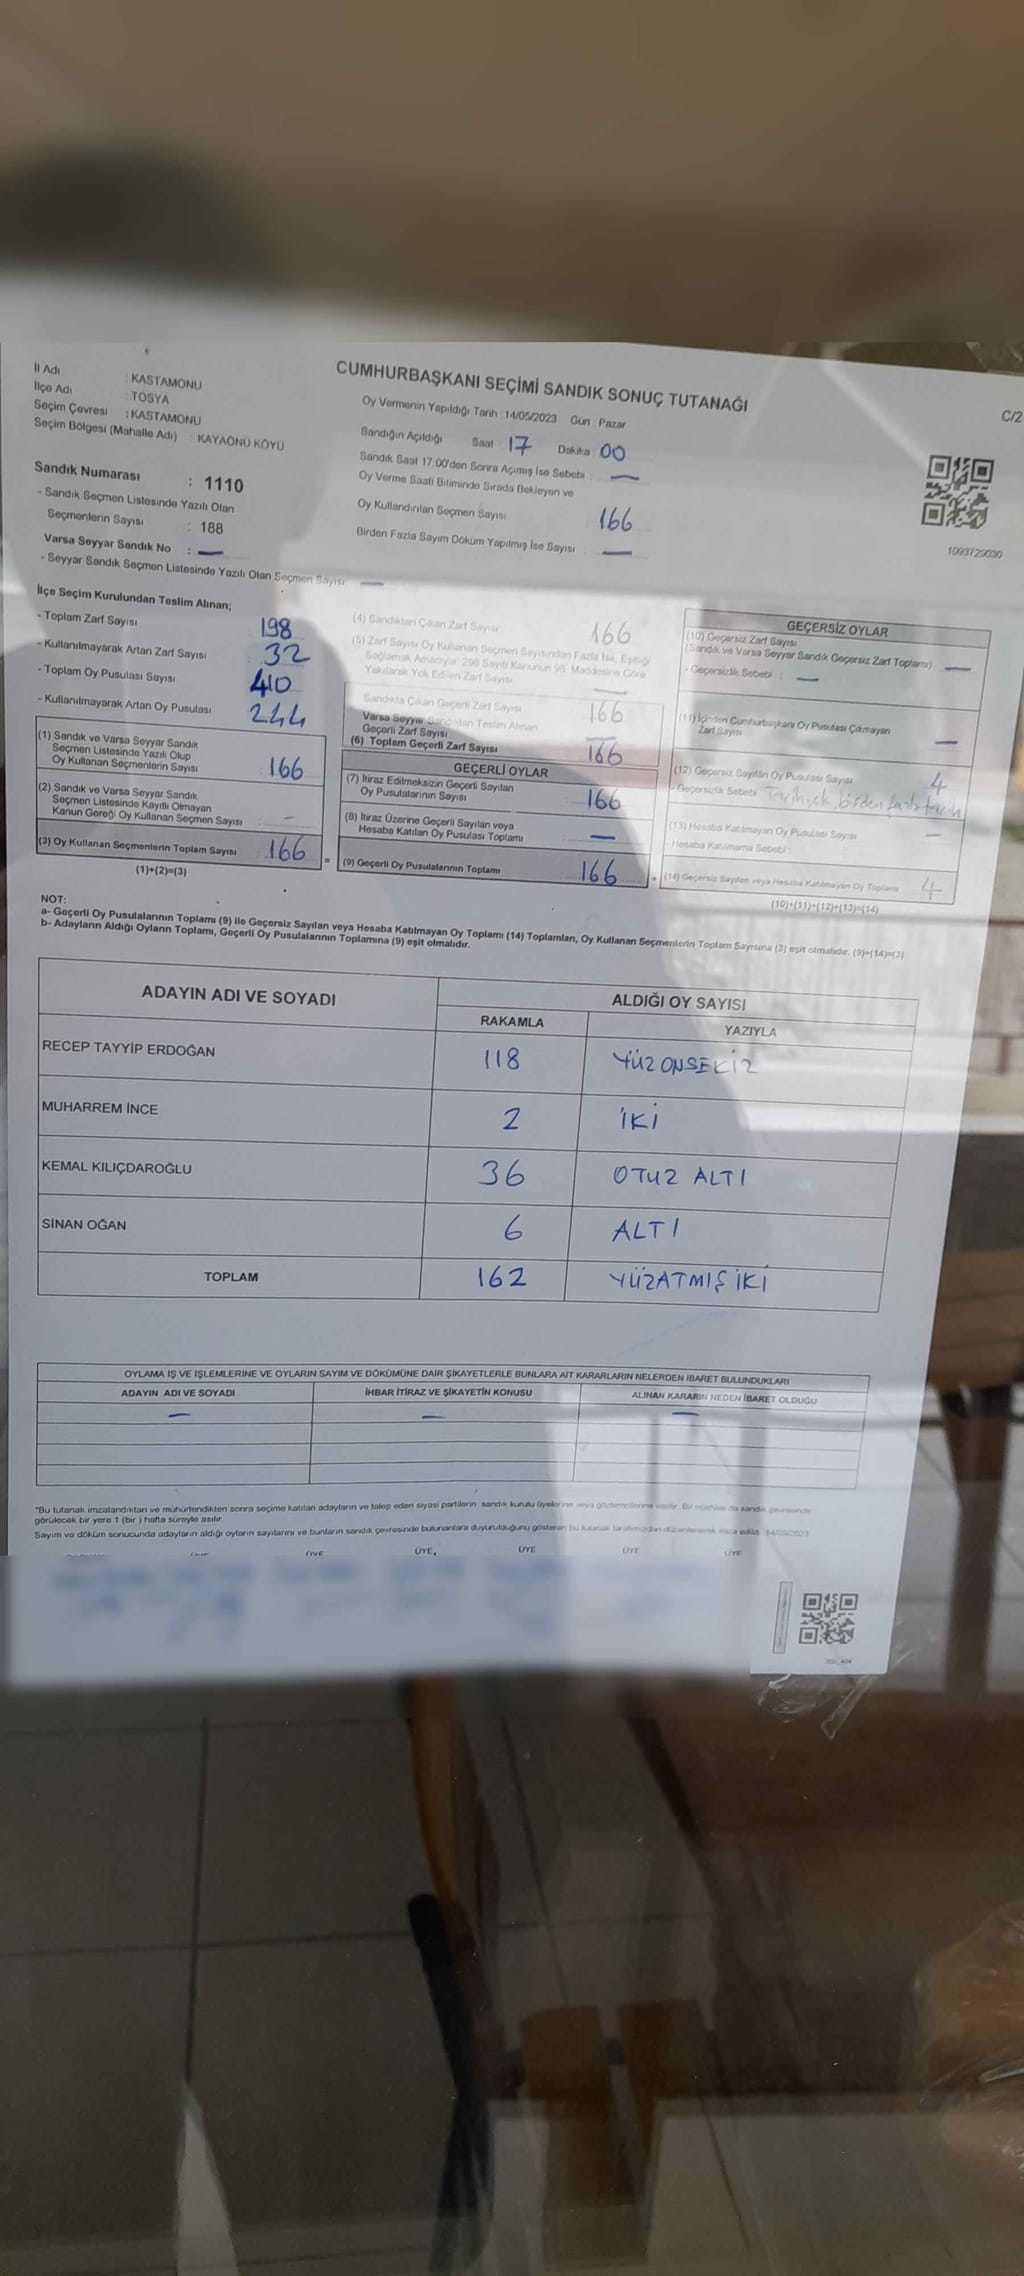 CUMHURBAŞKANI SEÇİMİ SANDIK SONUÇ TUTANAĞI
C/2
İl Adı : KASTAMONU
İlçe Adı : TOSYA
Seçim Çevresi : KASTAMONU
Seçim Bölgesi (Mahalle Adı) : KAYAÖNÜ KÖYÜ
Sandık Numarası : 1110
- Sandık Seçmen Listesinde Yazılı Olan
Seçmenlerin Sayısı : 188
Varsa Seyyar Sandık No : —
- Seyyar Sandık Seçmen Listesinde Yazılı Olan Seçmen Sayısı: —
Oy Vermenin Yapıldığı Tarih : 14/05/2023 Gün : Pazar
Sandığın Açıldığı Saat : 17 Dakika : 00
Sandık Saat 17:00'den Sonra Açımış İse Sebebi : —
Oy Verme Saati Bitiminde Sırada Bekleyen ve
Oy Kullandırılan Seçmen Sayısı : 166
Birden Fazla Sayım Döküm Yapılmış İse Sayısı : —
1093729030
İlçe Seçim Kurulundan Teslim Alınan;
- Toplam Zarf Sayısı : 198
- Kullanılmayarak Artan Zarf Sayısı : 32
- Toplam Oy Pusulası Sayısı : 410
- Kullanılmayarak Artan Oy Pusulası : 244
(1) Sandık ve Varsa Seyyar Sandık
Seçmen Listesinde Yazılı Olup
Oy Kullanan Seçmenlerin Sayısı : 166
(2) Sandık ve Varsa Seyyar Sandık
Seçmen Listesinde Kayıtlı Olmayan
Kanun Gereği Oy Kullanan Seçmen Sayısı : —
(3) Oy Kullanan Seçmenlerin Toplam Sayısı : 166
(1)+(2)=(3)
(4) Sandıktan Çıkan Zarf Sayısı 166
(5) Zarf Sayısı Oy Kullanan Seçmen Sayısından Fazla İse, Eşitliği
Sağlamak Amacıyla; 298 Sayılı Kanunun 98. Maddesine Göre
Yakılarak Yok Edilen Zarf Sayısı —
Sandıkta Çıkan Geçerli Zarf Sayısı 166
Varsa Seyyar Sandıktan Teslim Alınan
Geçerli Zarf Sayısı —
(6) Toplam Geçerli Zarf Sayısı 166
GEÇERLİ OYLAR
(7) İtiraz Edilmeksizin Geçerli Sayılan
Oy Pusulalarının Sayısı : 166
(8) İtiraz Üzerine Geçerli Sayılan veya
Hesaba Katılan Oy Pusulası Toplamı : —
=
(9) Geçerli Oy Pusulalarının Toplamı : 166
+
GEÇERSİZ OYLAR
(10) Geçersiz Zarf Sayısı
(Sandık ve Varsa Seyyar Sandık Geçersiz Zarf Toplamı) —
- Geçersizlik Sebebi : —
(11) İçinden Cumhurbaşkanı Oy Pusulası Çıkmayan
Zarf Sayısı —
(12) Geçersiz Sayılan Oy Pusulası Sayısı 4
- Geçersizlik Sebebi Tercih yok, birden fazla tercih
(13) Hesaba Katılmayan Oy Pusulası Sayısı —
- Hesaba Katılmama Sebebi -
(14) Geçersiz Sayılan veya Hesaba Katılmayan Oy Toplamı 4
(10)+(11)+(12)+(13)=(14)
NOT:
a- Geçerli Oy Pusulalarının Toplamı (9) ile Geçersiz Sayılan veya Hesaba Katılmayan Oy Toplamı (14) Toplamları, Oy Kullanan Seçmenlerin Toplam Sayısına (3) eşit olmalıdır. (9)+(14)=(3)
b- Adayların Aldığı Oyların Toplamı, Geçerli Oy Pusulalarının Toplamına (9) eşit olmalıdır.
ADAYIN ADI VE SOYADI
ALDIĞI OY SAYISI
RAKAMLA YAZIYLA
RECEP TAYYİP ERDOĞAN 118 YÜZ ONSEKİZ
MUHARREM İNCE 2 İKİ
KEMAL KILIÇDAROĞLU 36 OTUZ ALTI
SİNAN OĞAN 6 ALTI
TOPLAM 162 YÜZATMIŞ İKİ
OYLAMA İŞ VE İŞLEMLERİNE VE OYLARIN SAYIM VE DÖKÜMÜNE DAİR ŞİKAYETLERLE BUNLARA AİT KARARLARIN NELERDEN İBARET BULUNDUKLARI
ADAYIN ADI VE SOYADI İHBAR İTİRAZ VE ŞİKAYETİN KONUSU ALINAN KARARIN NEDEN İBARET OLDUĞU
— — —
*Bu tutanak imzalandıktan ve mühürlendikten sonra seçime katılan adayların ve talep eden siyasi partilerin sandık kurulu üyelerine veya gözlemcilerine verilir. Bir nüshası da sandık çevresinde
görülecek bir yere 1 (bir) hafta süreyle asılır.
Sayım ve döküm sonucunda adayların aldığı oyların sayılarını ve bunların sandık çevresinde bulunanlara duyurulduğunu gösteren bu tutanak tarafımızdan düzenlenerek imza edildi. 14/05/2023
ÜYE ÜYE ÜYE, ÜYE ÜYE ÜYE